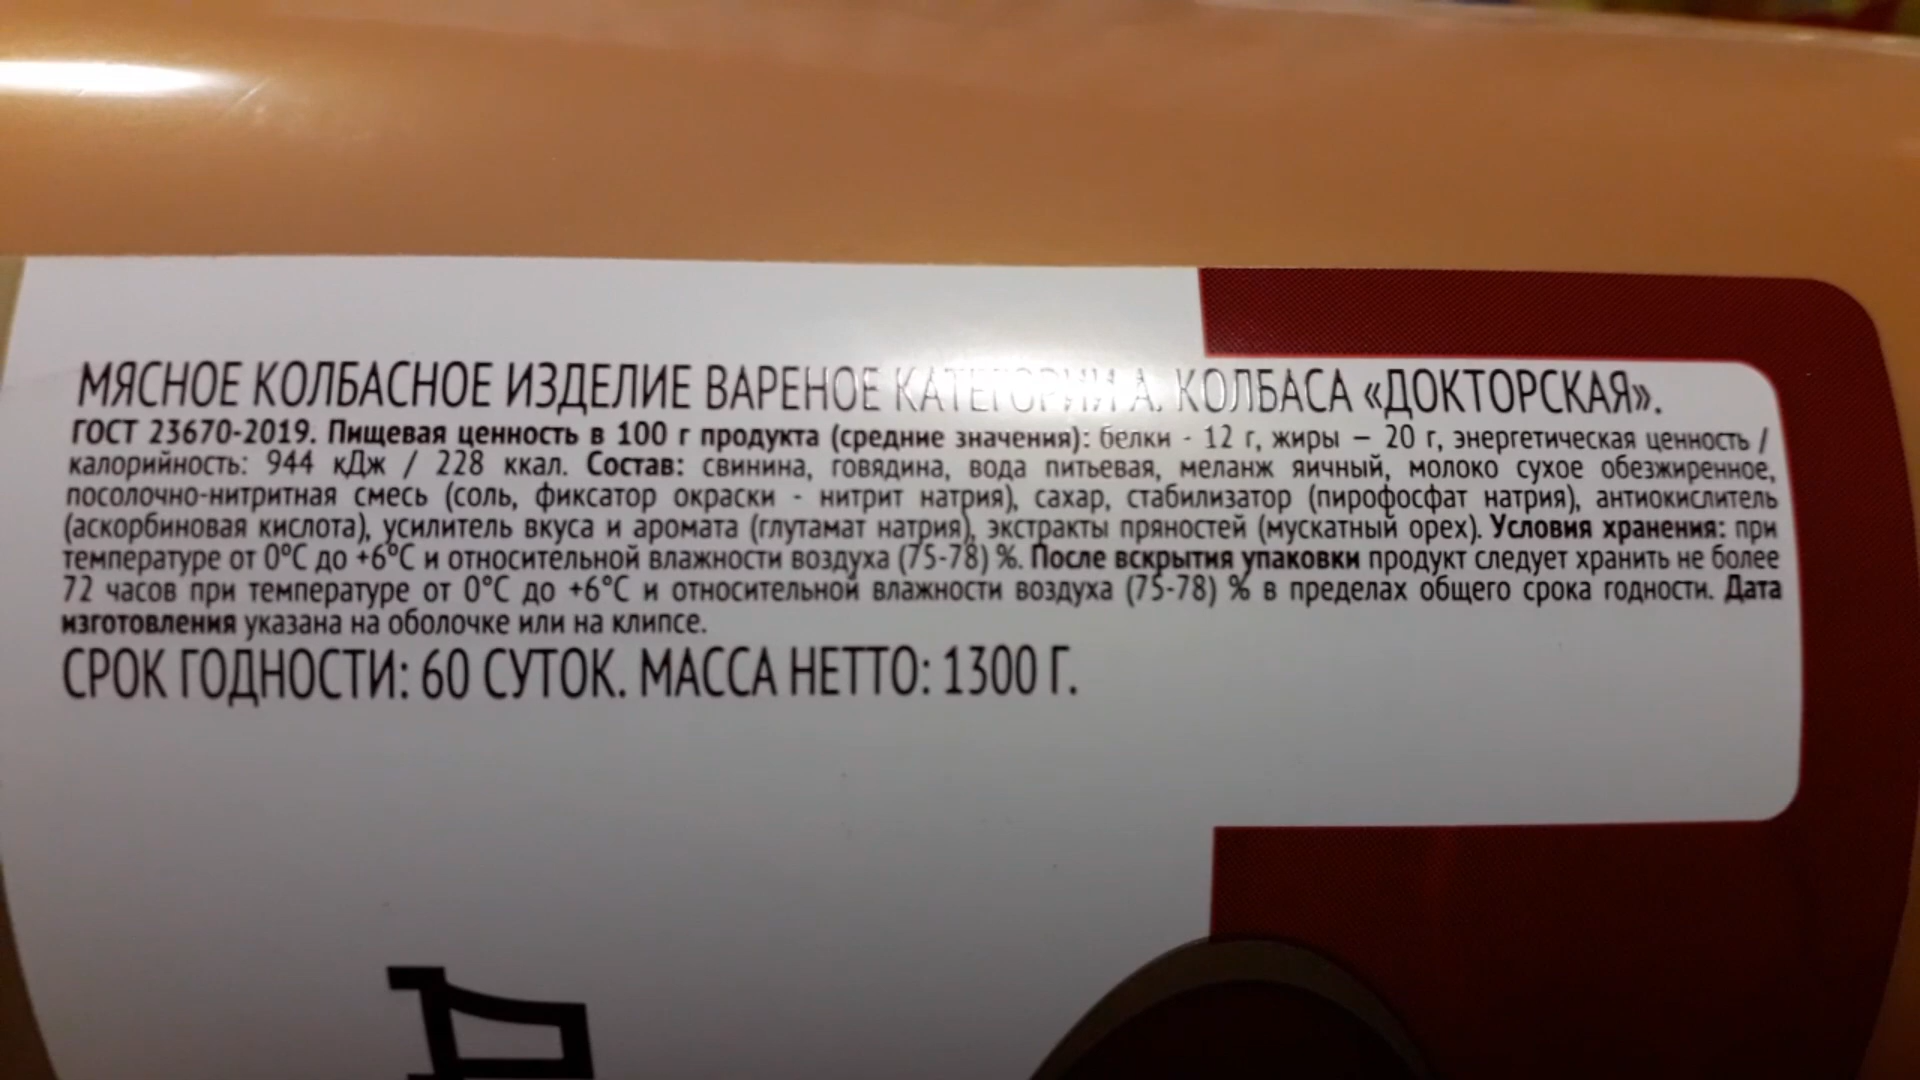 МЯСНОЕ КОЛБАСНОЕ ИЗДЕЛИЕ ВАРЕНОЕ КАТЕГОРИИ А. КОЛБАСА «ДОКТОРСКАЯ».
ГОСТ 23670-2019. Пищевая ценность в 100 г продукта (средние значения): белки - 12 г, жиры – 20 г, энергетическая ценность /
калорийность: 944 кДж / 228 ккал. Состав: свинина, говядина, вода питьевая, меланж яичный, молоко сухое обезжиренное,
посолочно-нитритная смесь (соль, фиксатор окраски - нитрит натрия), сахар, стабилизатор (пирофосфат натрия), антиокислитель
(аскорбиновая кислота), усилитель вкуса и аромата (глутамат натрия), экстракты пряностей (мускатный орех). Условия хранения: при
температуре от 0°С до +6°С и относительной влажности воздуха (75-78) %. После вскрытия упаковки продукт следует хранить не более
72 часов при температуре от 0°С до +6°С и относительной влажности воздуха (75-78) % в пределах общего срока годности. Дата
изготовления указана на оболочке или на клипсе.
СРОК ГОДНОСТИ: 60 СУТОК. МАССА НЕТТО: 1300 Г.